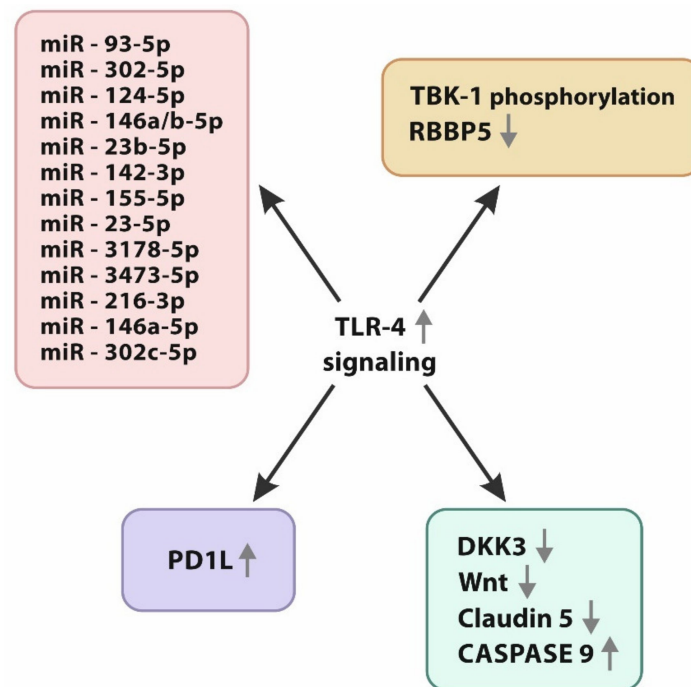 miR - 93-5p
miR - 302-5p
miR - 124-5p
miR - 146a/b-5p
miR - 23b-5p
miR - 142-3p
miR - 155-5p
miR - 23-5p
miR - 3178-5p
miR - 3473-5p
miR - 216-3p
miR - 146a-5p
miR - 302c-5p
TBK-1 phosphorylation
RBBP5 ↓
TLR-4 ↑
signaling
PD1L ↑
DKK3 ↓
Wnt ↓
Claudin 5 ↓
CASPASE 9 ↑